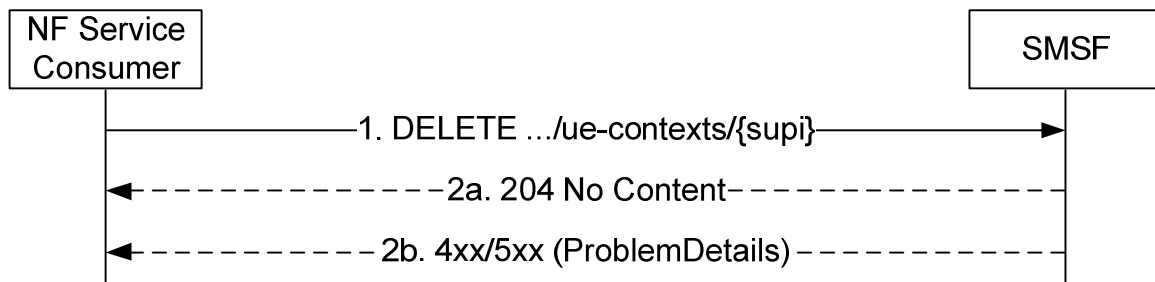 NF Service
Consumer
SMSF
1. DELETE .../ue-contexts/{supi}
2a. 204 No Content
2b. 4xx/5xx (ProblemDetails)